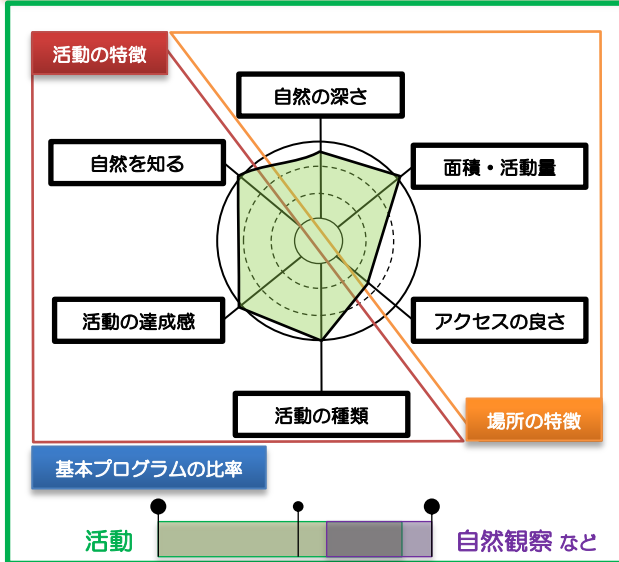 活動の特徴
自然の深さ
自然を知る
面積・活動量
活動の達成感
アクセスの良さ
活動の種類
場所の特徴
基本プログラムの比率
活動
自然観察 など